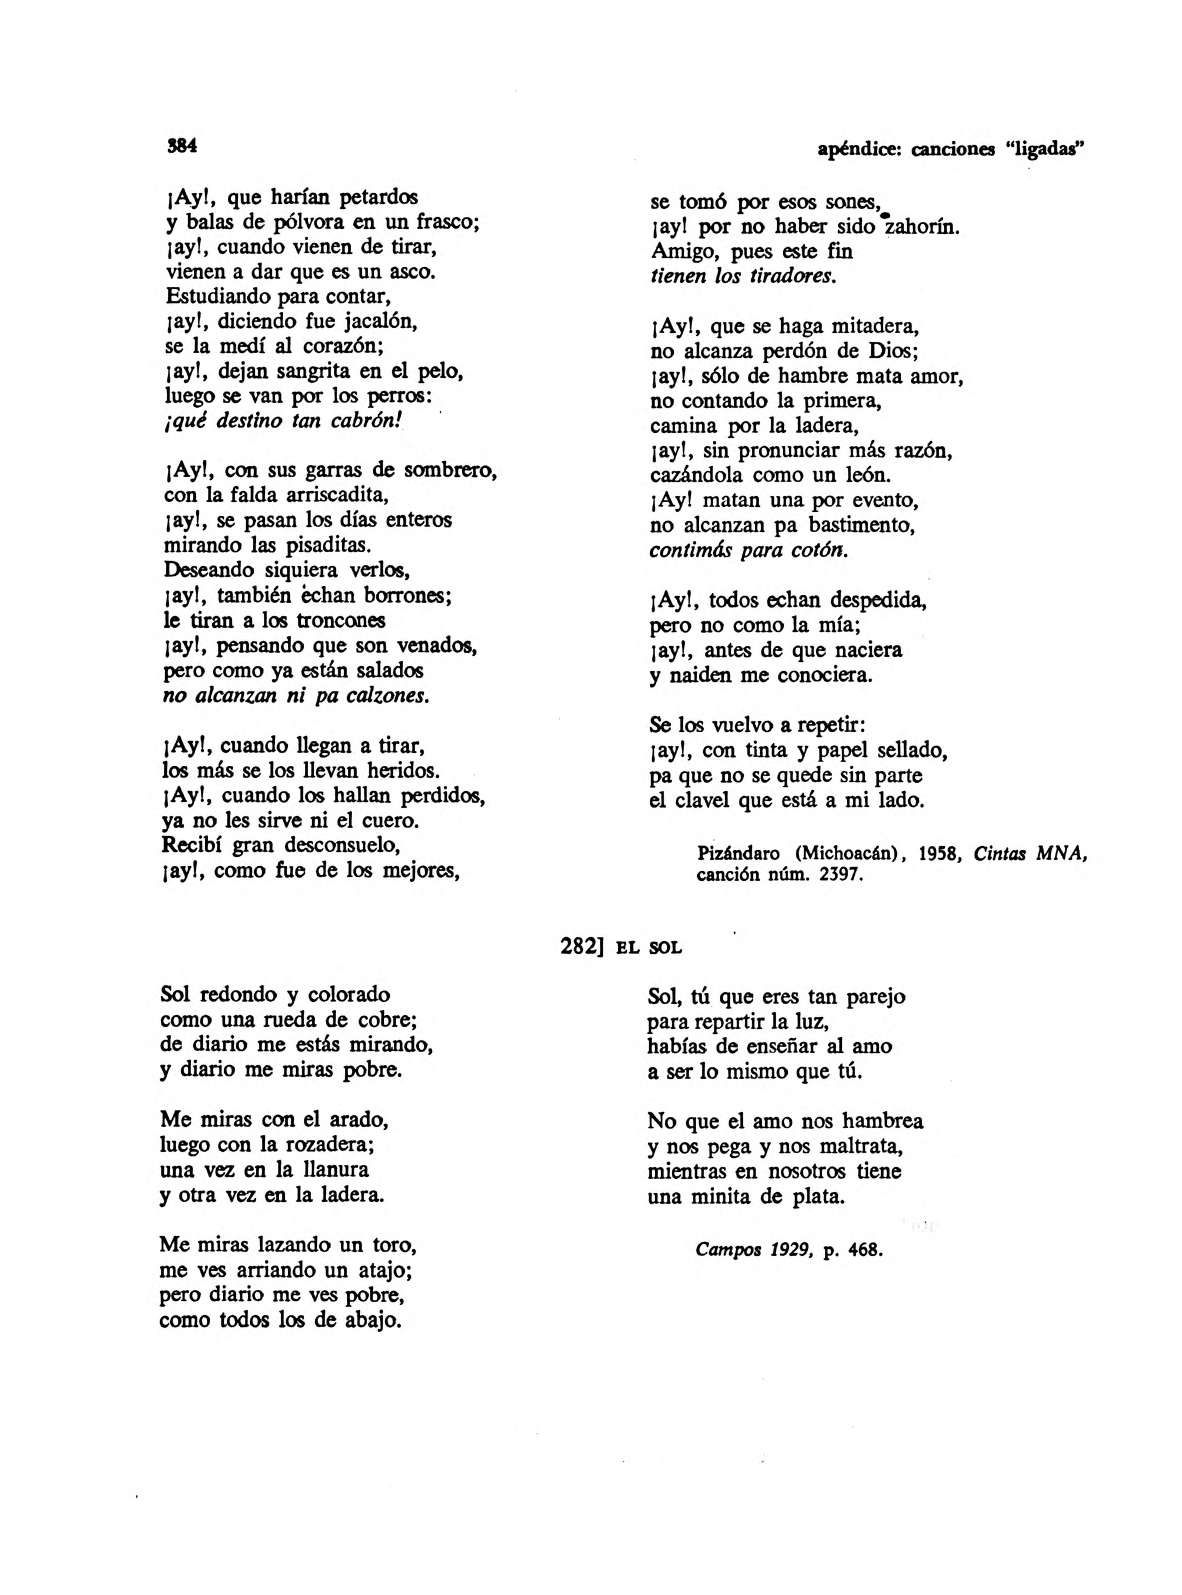 384
apéndice: canciones “ligadas”
¡Ay!, que harían petardos
y balas de pólvora en un frasco;
¡ay!, cuando vienen de tirar,
vienen a dar que es un asco.
Estudiando para contar,
¡ay!, diciendo fue jacalón,
se la medí al corazón;
¡ay!, dejan sangrita en el pelo,
luego se van por los perros:
¡qué destino tan cabrón!
¡Ay!, con sus garras de sombrero,
con la falda arriscadita,
¡ay!, se pasan los días enteros
mirando las pisaditas.
Deseando siquiera verlos,
¡ay!, también echan borrones;
le tiran a los troncones
¡ay!, pensando que son venados,
pero como ya están salados
no alcanzan ni pa calzones.
¡Ay!, cuando llegan a tirar,
los más se los llevan heridos.
¡Ay!, cuando los hallan perdidos,
ya no les sirve ni el cuero.
Recibí gran desconsuelo,
¡ay!, como fue de los mejores,
se tomó por esos sones,
¡ay! por no haber sido zahorín.
Amigo, pues este fin
tienen los tiradores.
¡Ay!, que se haga mitadera,
no alcanza perdón de Dios;
¡ay!, sólo de hambre mata amor,
no contando la primera,
camina por la ladera,
¡ay!, sin pronunciar más razón,
cazándola como un león.
¡Ay! matan una por evento,
no alcanzan pa bastimento,
contimás para cotón.
¡Ay!, todos echan despedida,
pero no como la mía;
¡ay!, antes de que naciera
y naiden me conociera.
Se los vuelvo a repetir:
¡ay!, con tinta y papel sellado,
pa que no se quede sin parte
el clavel que está a mi lado.
Pizándaro (Michoacán), 1958, Cintas MNA,
canción núm. 2397.
282] EL SOL
Sol redondo y colorado
como una rueda de cobre;
de diario me estás mirando,
y diario me miras pobre.
Me miras con el arado,
luego con la rozadera;
una vez en la llanura
y otra vez en la ladera.
Me miras lazando un toro,
me ves arriando un atajo;
pero diario me ves pobre,
como todos los de abajo.
Sol, tú que eres tan parejo
para repartir la luz,
habías de enseñar al amo
a ser lo mismo que tú.
No que el amo nos hambrea
y nos pega y nos maltrata,
mientras en nosotros tiene
una minita de plata.
Campos 1929, p. 468.